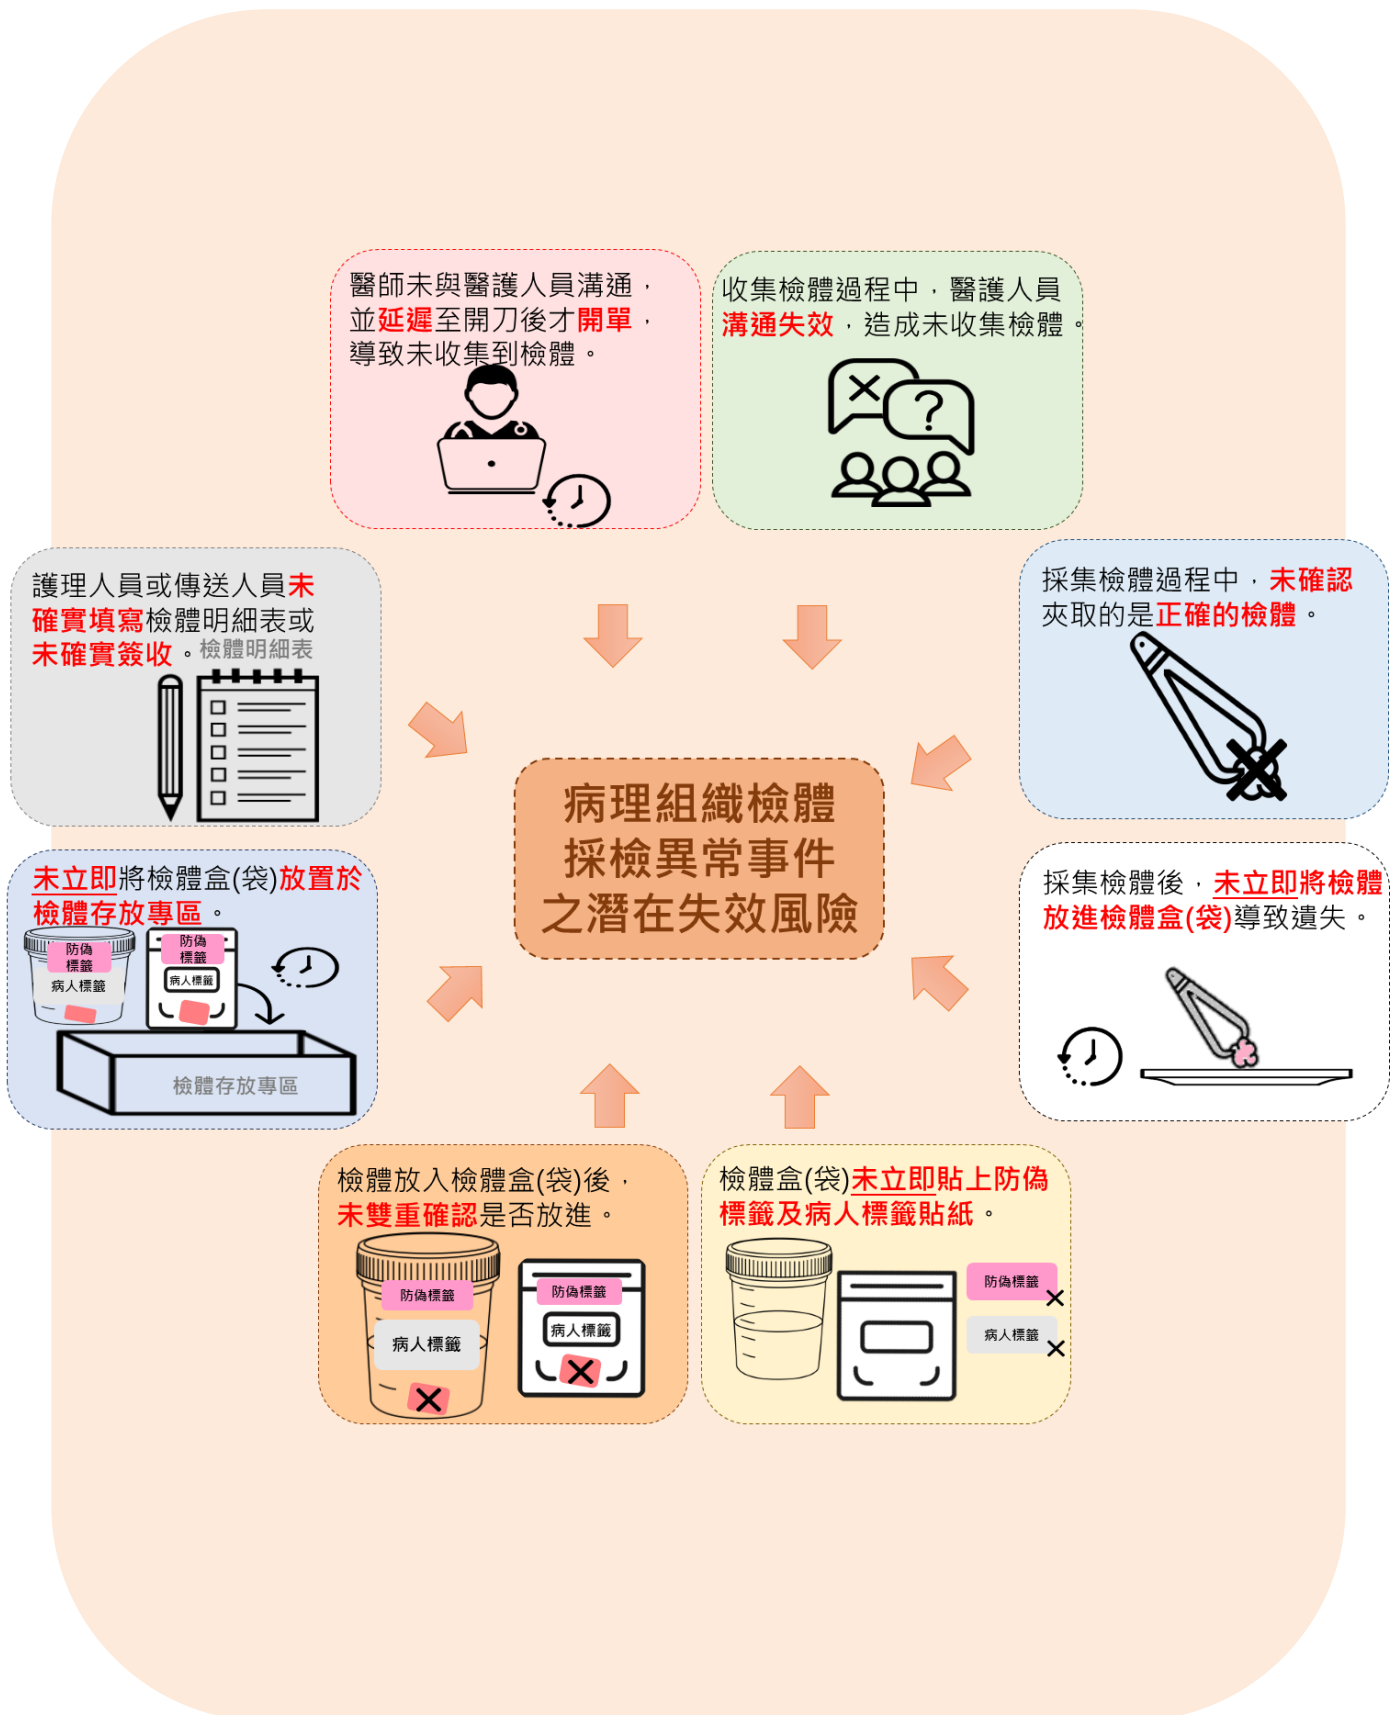 醫師未與醫護人員溝通，
並延遲至開刀後才開單，
導致未收集到檢體。
收集檢體過程中，醫護人員
溝通失效，造成未收集檢體。
?
護理人員或傳送人員未
確實填寫檢體明細表或
未確實簽收。
檢體明細表
採集檢體過程中，未確認
夾取的是正確的檢體。
病理組織檢體
採檢異常事件
之潛在失效風險
未立即將檢體盒(袋)放置於
檢體存放專區。
防偽
標籤
病人標籤
防偽
標籤
病人標籤
檢體存放專區
採集檢體後，未立即將檢體
放進檢體盒(袋)導致遺失。
檢體放入檢體盒(袋)後，
未雙重確認是否放進。
防偽標籤
病人標籤
防偽標籤
病人標籤
檢體盒(袋)未立即貼上防偽
標籤及病人標籤貼紙。
防偽標籤
病人標籤